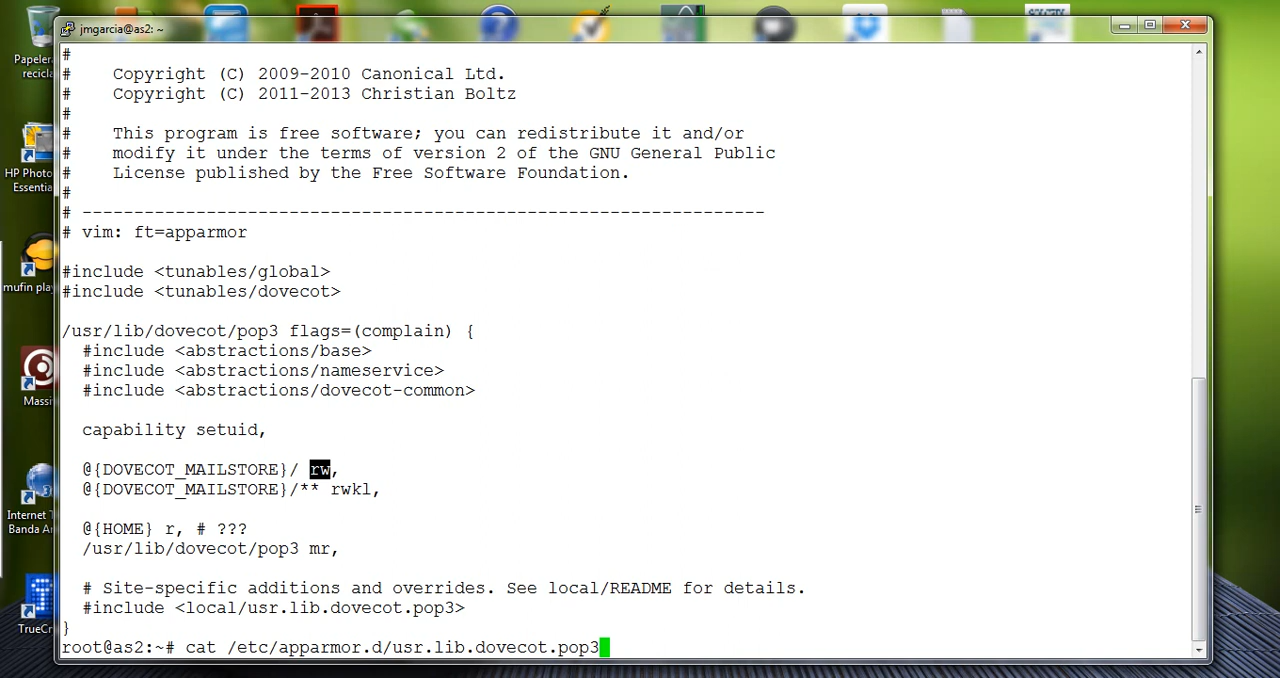 jmgarcia@as2: ~
Papelera
recicla
HP Photo
Essentia
mufin play
Massiv
Internet T
Banda An
TrueCr
#
#    Copyright (C) 2009-2010 Canonical Ltd.
#    Copyright (C) 2011-2013 Christian Boltz
#
#    This program is free software; you can redistribute it and/or
#    modify it under the terms of version 2 of the GNU General Public
#    License published by the Free Software Foundation.
#
# ------------------------------------------------------------------
# vim: ft=apparmor
#include <tunables/global>
#include <tunables/dovecot>
/usr/lib/dovecot/pop3 flags=(complain) {
  #include <abstractions/base>
  #include <abstractions/nameservice>
  #include <abstractions/dovecot-common>
  capability setuid,
  @{DOVECOT_MAILSTORE}/ rw,
  @{DOVECOT_MAILSTORE}/** rwkl,
  @{HOME} r, # ???
  /usr/lib/dovecot/pop3 mr,
  # Site-specific additions and overrides. See local/README for details.
  #include <local/usr.lib.dovecot.pop3>
}
root@as2:~# cat /etc/apparmor.d/usr.lib.dovecot.pop3